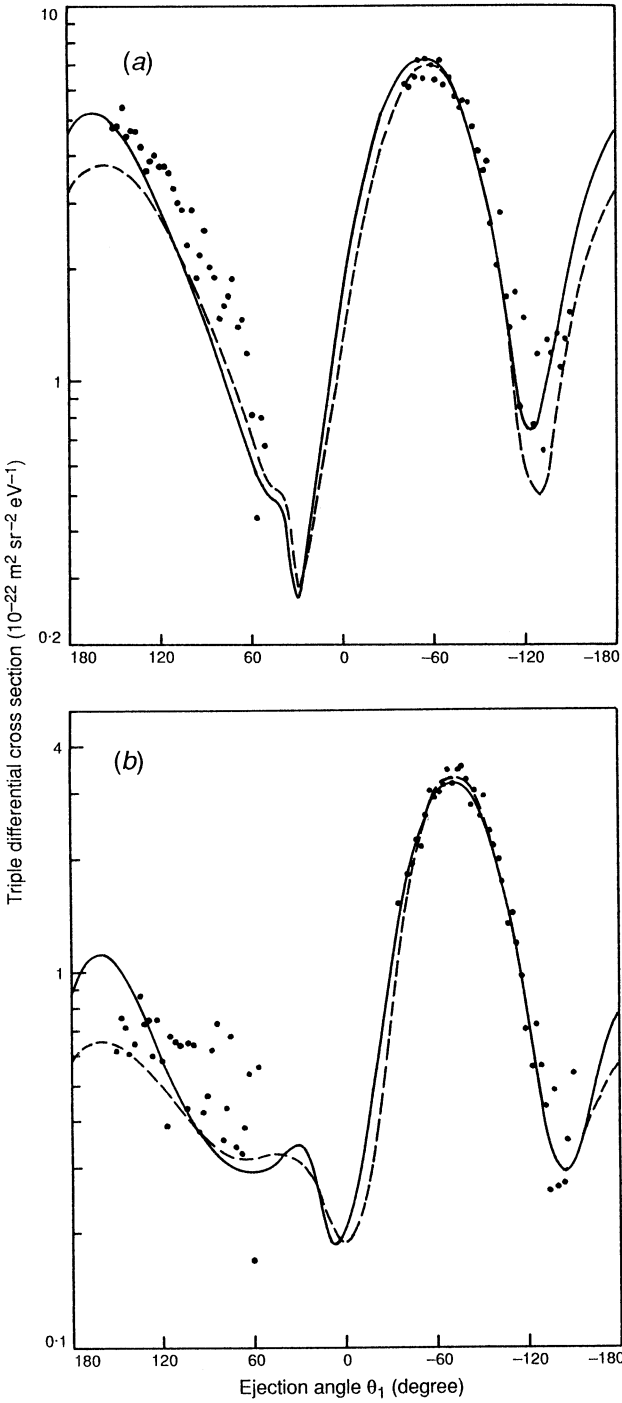 10
(a)
1
0·2
180 120 60 0 −60 −120 −180
Triple differential cross section (10⁻²² m² sr⁻² eV⁻¹)
4
(b)
1
0·1
180 120 60 0 −60 −120 −180
Ejection angle θ₁ (degree)